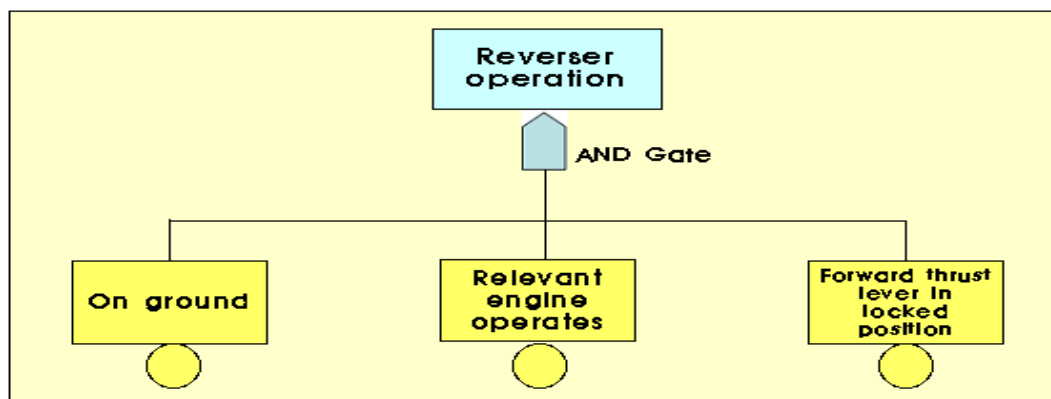 Reverser
operation
AND Gate
On ground
Relevant
engine
operates
Forward thrust
lever in
locked
position